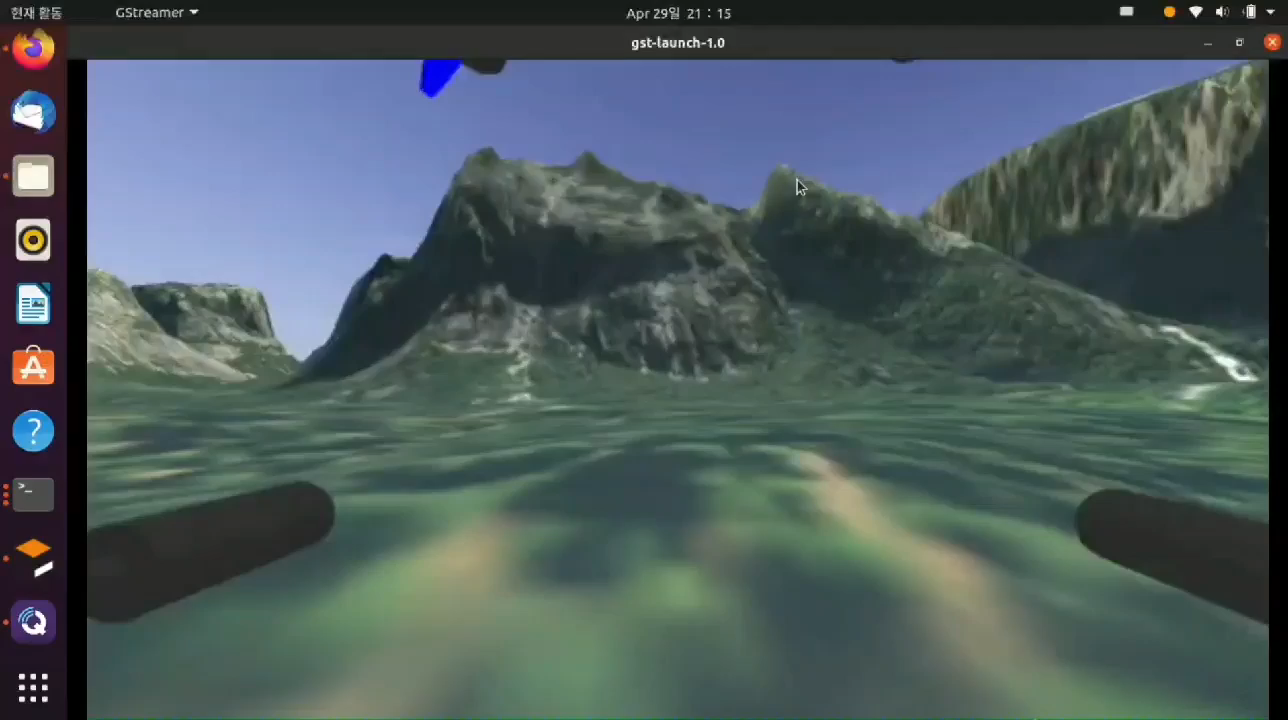 현재 활동
GStreamer
Apr 29일 21 : 15
gst-launch-1.0
?
>_